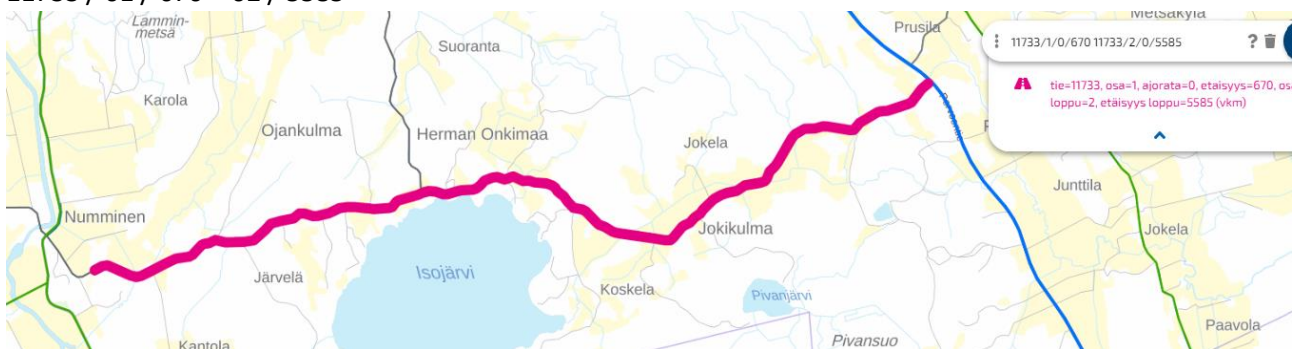 Lammin-
metsä
Karola
Suoranta
Ojankulma
Herman Onkimaa
Numminen
Järvelä
Isojärvi
Kantola
Koskela
Jokela
Jokikulma
Pivanjärvi
Pivansuo
Prusila
Metsäkylä
11733/1/0/670 11733/2/0/5585
?
tie=11733, osa=1, ajorata=0, etaisyys=670, os
loppu=2, etäisyys loppu=5585 (vkm)
Junttila
Jokela
Paavola